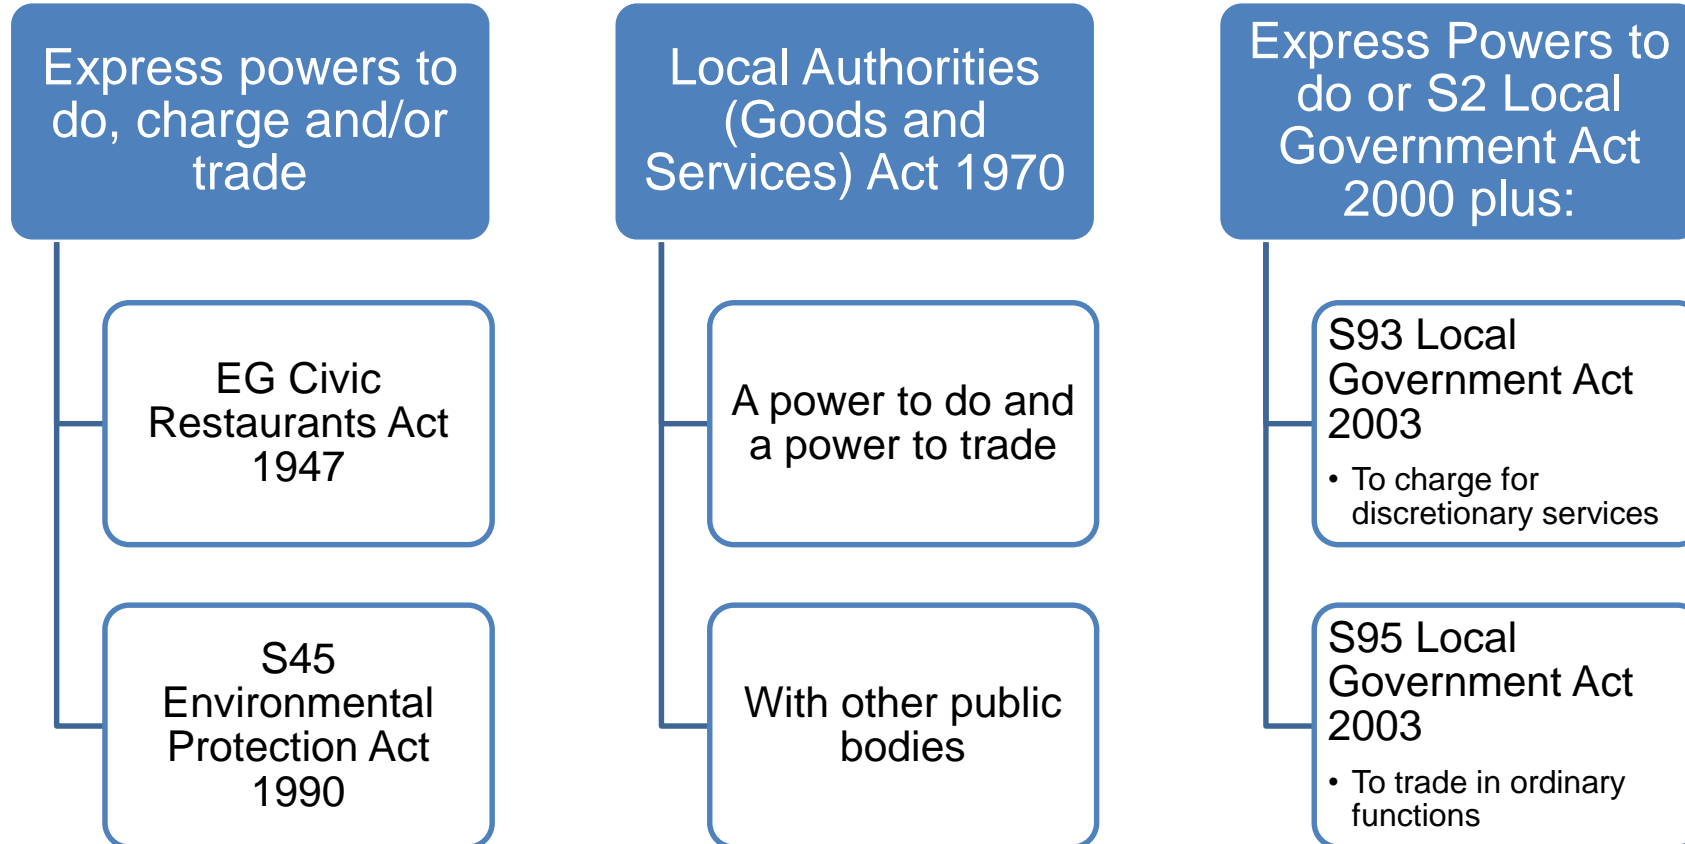 Express powers to
do, charge and/or
trade
EG Civic
Restaurants Act
1947
S45
Environmental
Protection Act
1990
Local Authorities
(Goods and
Services) Act 1970
A power to do and
a power to trade
With other public
bodies
Express Powers to
do or S2 Local
Government Act
2000 plus:
S93 Local
Government Act
2003
• To charge for
discretionary services
S95 Local
Government Act
2003
• To trade in ordinary
functions